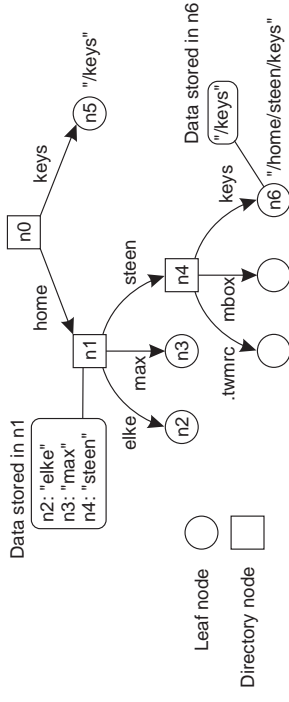 Data stored in n1
n2: "elke"
n3: "max"
n4: "steen"
n0
home
keys
n1
n5
"/keys"
elke
max
steen
n2
n3
n4
Data stored in n6
"/keys"
.twmrc
mbox
keys
n6
"/home/steen/keys"
Leaf node
Directory node